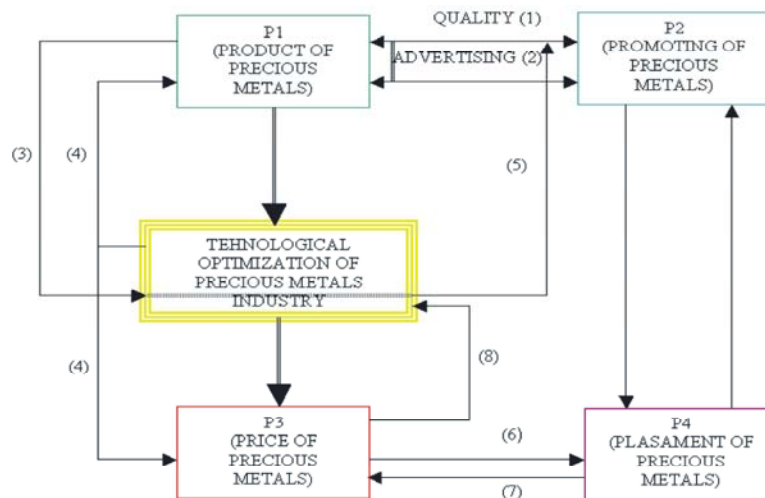 P1
(PRODUCT OF
PRECIOUS
METALS)
QUALITY (1)
ADVERTISING (2)
P2
(PROMOTING OF
PRECIOUS
METALS)
(3)
(4)
(5)
TEHNOLOGICAL
OPTIMIZATION OF
PRECIOUS METALS
INDUSTRY
(4)
(8)
P3
(PRICE OF
PRECIOUS
METALS)
(6)
(7)
P4
(PLASAMENT OF
PRECIOUS
METALS)